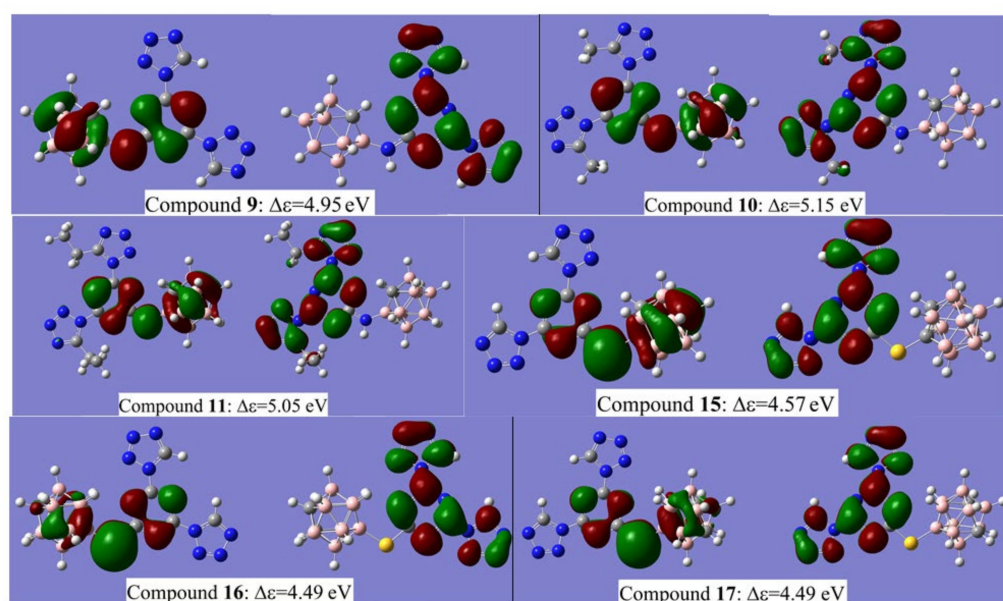 Compound 9: Δε=4.95 eV
Compound 10: Δε=5.15 eV
Compound 11: Δε=5.05 eV
Compound 15: Δε=4.57 eV
Compound 16: Δε=4.49 eV
Compound 17: Δε=4.49 eV